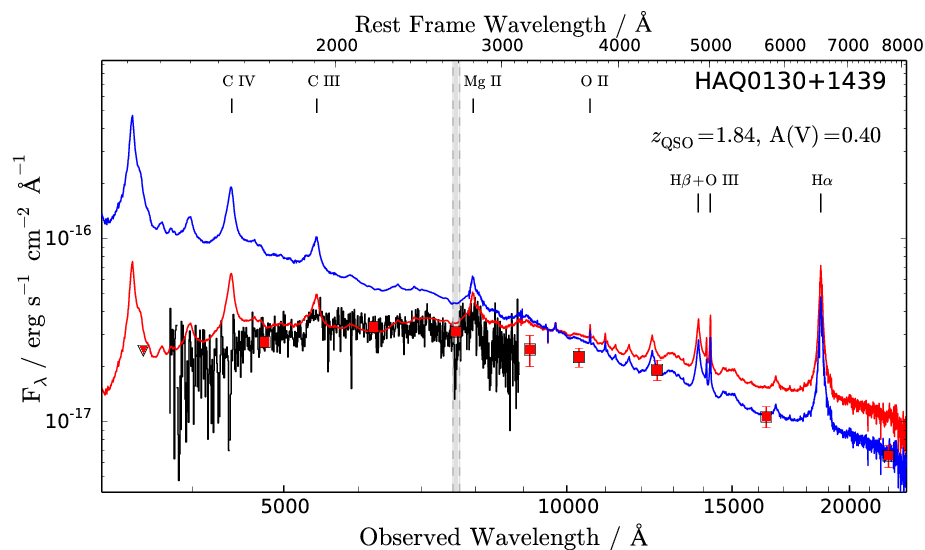 Rest Frame Wavelength / Å
2000 3000 4000 5000 6000 7000 8000
C IV C III Mg II O II
HAQ0130+1439
z_QSO=1.84, A(V)=0.40
Hβ+O III Hα
F_λ / erg s^−1 cm^−2 Å^−1
10^-16
10^-17
5000 10000 15000 20000
Observed Wavelength / Å